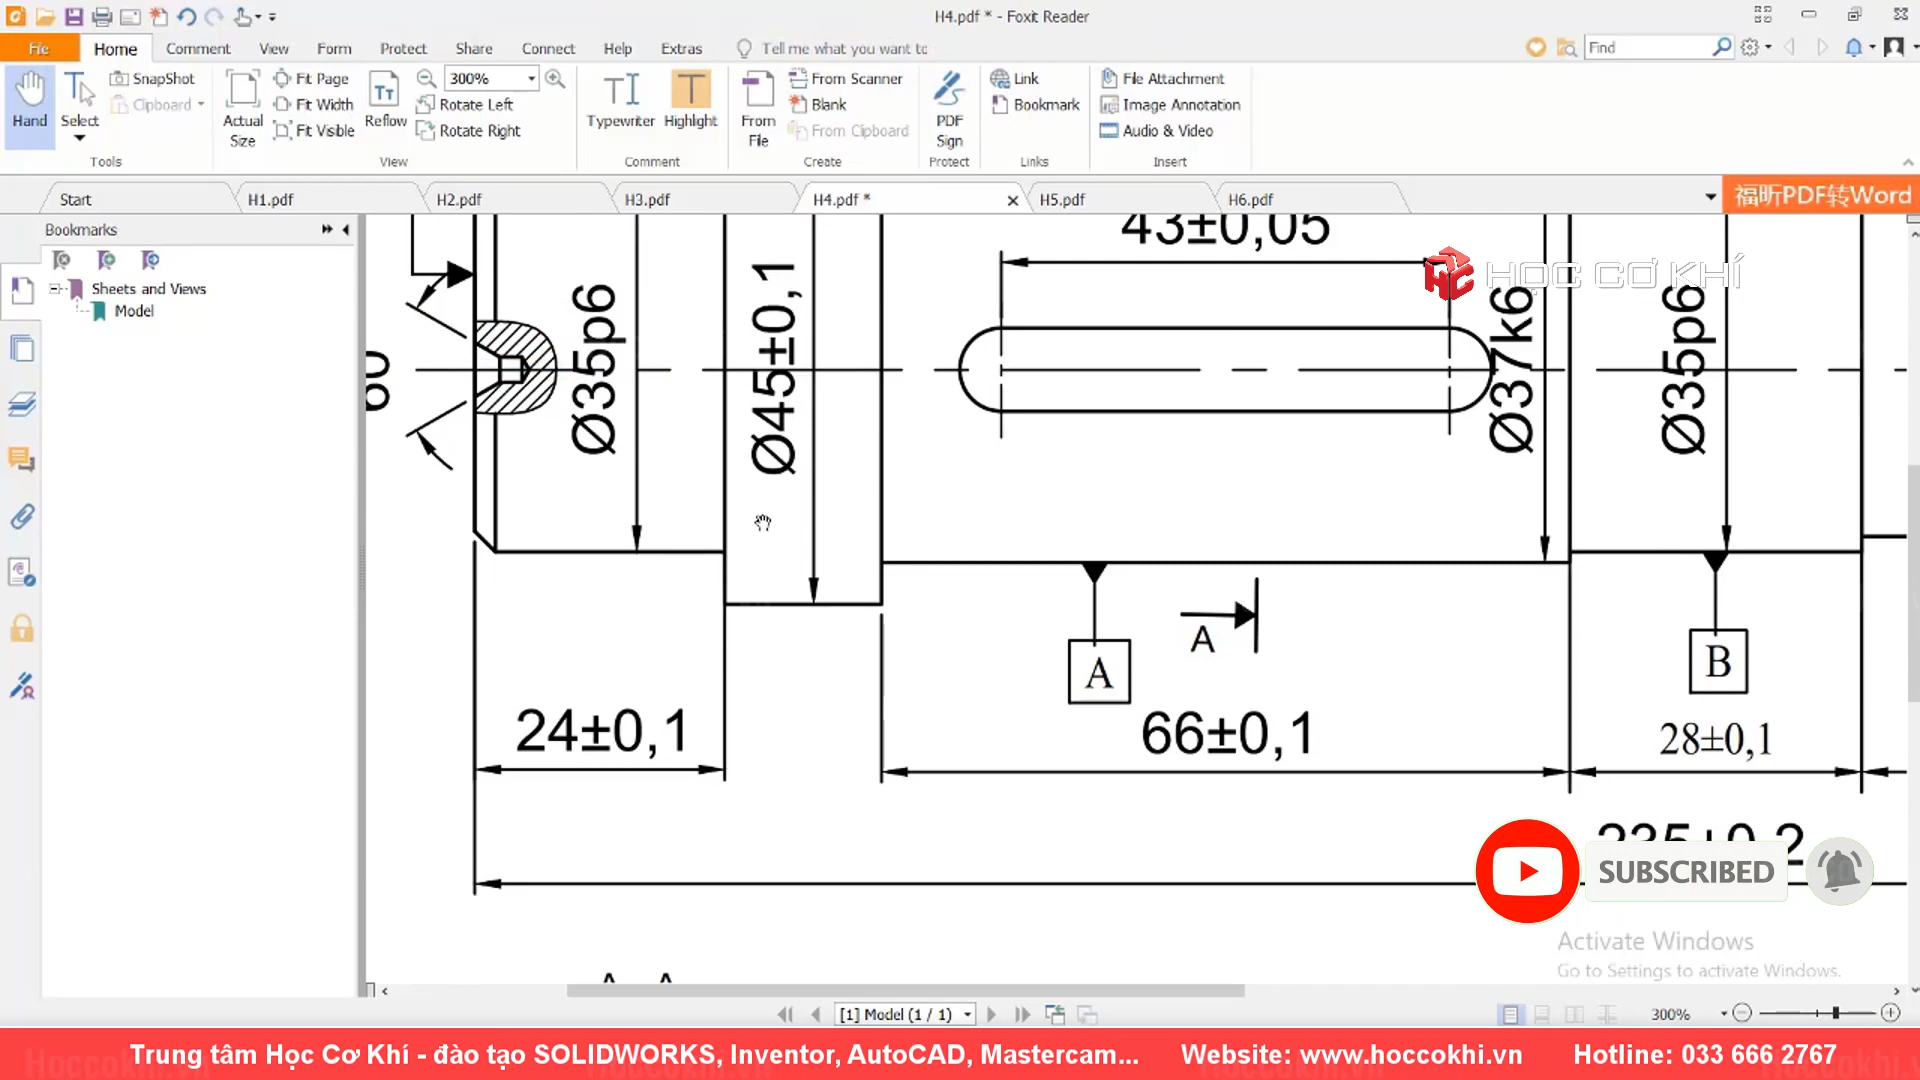 H4.pdf * - Foxit Reader
File Home Comment View Form Protect Share Connect Help Extras Tell me what you want to Find
Hand Select SnapShot Clipboard Tools
Actual Size Fit Page Fit Width Fit Visible Reflow 300% Rotate Left Rotate Right View
Typewriter Highlight Comment
From File From Scanner Blank From Clipboard Create
PDF Sign Protect
Link Bookmark Links
File Attachment Image Annotation Audio & Video Insert
Start H1.pdf H2.pdf H3.pdf H4.pdf * H5.pdf H6.pdf
福昕PDF转Word
Bookmarks
Sheets and Views
Model
43±0,05
HỌC CƠ KHÍ
60
Ø35p6
Ø45±0,1
Ø37k6
Ø35p6
A
A
B
24±0,1
66±0,1
28±0,1
235±0,2
SUBSCRIBED
Activate Windows
Go to Settings to activate Windows.
A A
[1] Model (1 / 1)
300%
Trung tâm Học Cơ Khí - đào tạo SOLIDWORKS, Inventor, AutoCAD, Mastercam... Website: www.hoccokhi.vn Hotline: 033 666 2767